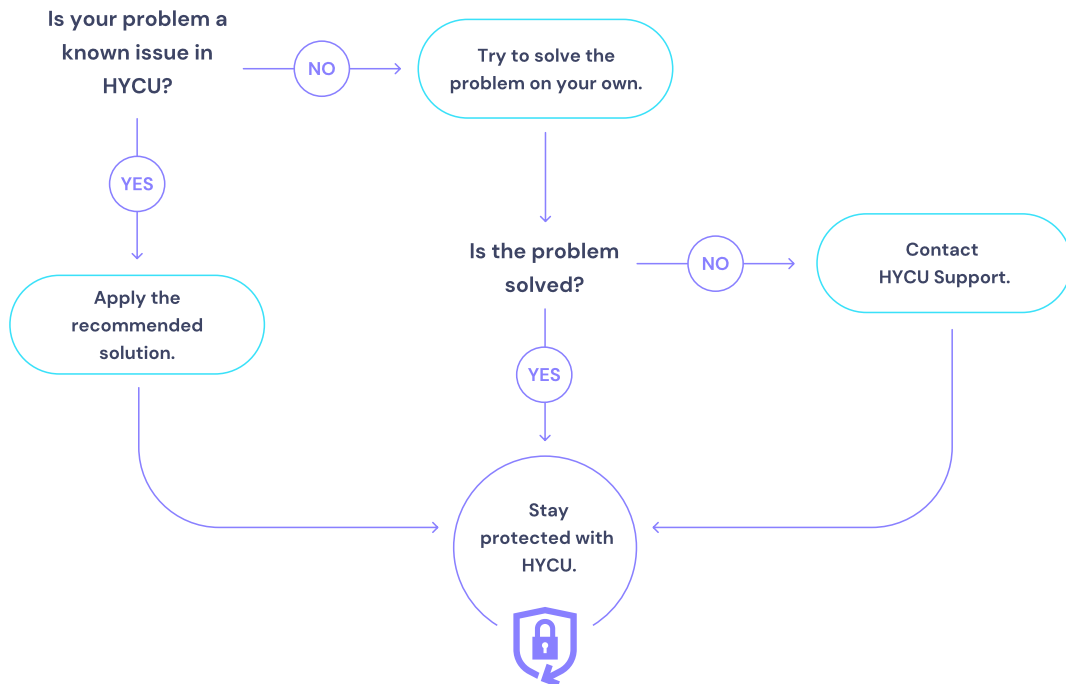 Is your problem a
known issue in
HYCU?
NO
Try to solve the
problem on your own.
YES
Apply the
recommended
solution.
Is the problem
solved?
NO
Contact
HYCU Support.
YES
Stay
protected with
HYCU.